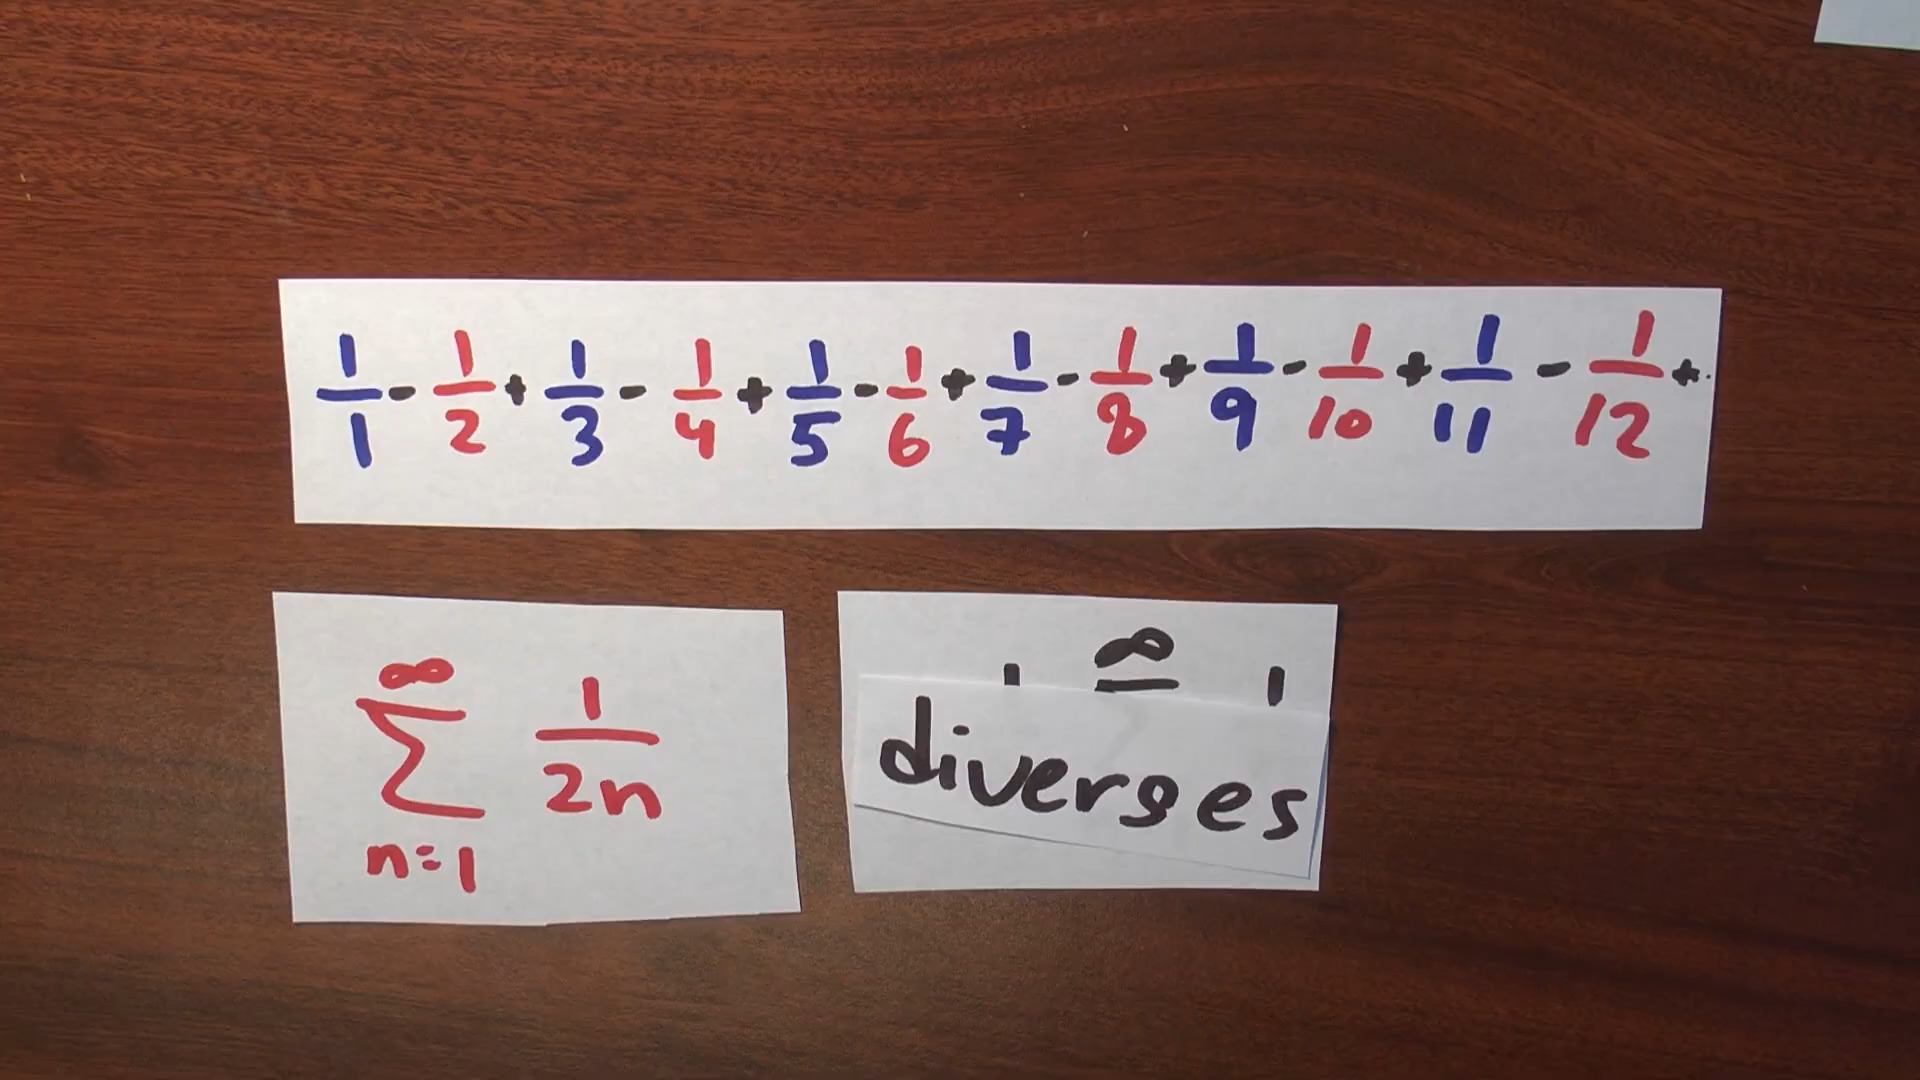 1/1 - 1/2 + 1/3 - 1/4 + 1/5 - 1/6 + 1/7 - 1/8 + 1/9 - 1/10 + 1/11 - 1/12 + .
∞
∑ 1/2n
n=1
∞
diverses